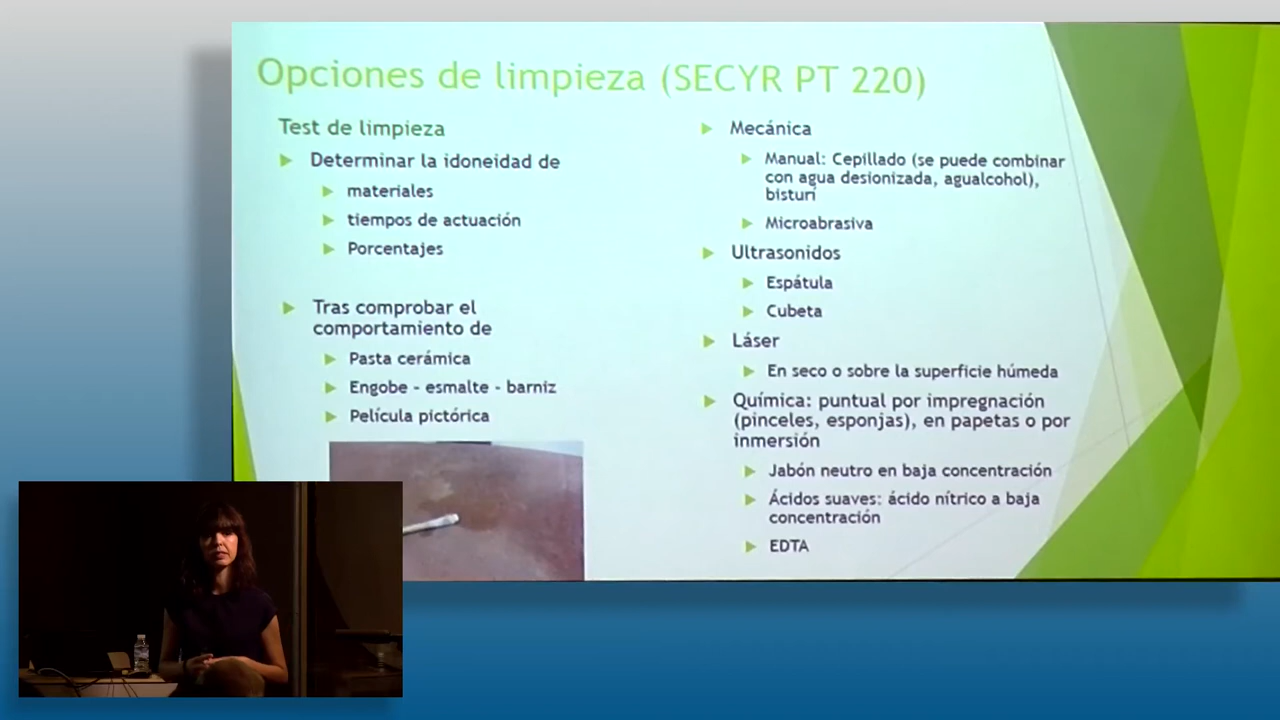 Opciones de limpieza (SECYR PT 220)
Test de limpieza
Determinar la idoneidad de
materiales
tiempos de actuación
Porcentajes
Tras comprobar el
comportamiento de
Pasta cerámica
Engobe - esmalte - barniz
Película pictórica
Mecánica
Manual: Cepillado (se puede combinar
con agua desionizada, agualcohol),
bisturí
Microabrasiva
Ultrasonidos
Espátula
Cubeta
Láser
En seco o sobre la superficie húmeda
Química: puntual por impregnación
(pinceles, esponjas), en papetas o por
inmersión
Jabón neutro en baja concentración
Ácidos suaves: ácido nítrico a baja
concentración
EDTA